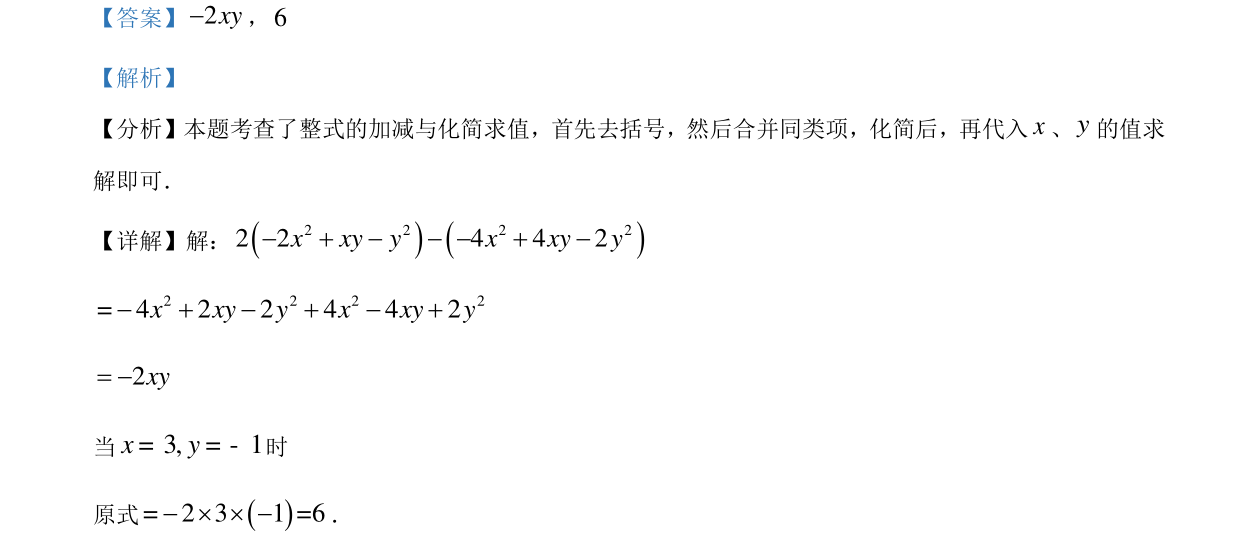 【答案】−2xy，6
【解析】
【分析】本题考查了整式的加减与化简求值，首先去括号，然后合并同类项，化简后，再代入 x 、 y 的值求
解即可．
【详解】解：2(−2x²+xy−y²)−(−4x²+4xy−2y²)
=−4x²+2xy−2y²+4x²−4xy+2y²
=−2xy
当 x= 3, y= - 1时
原式=−2×3×(−1)=6．